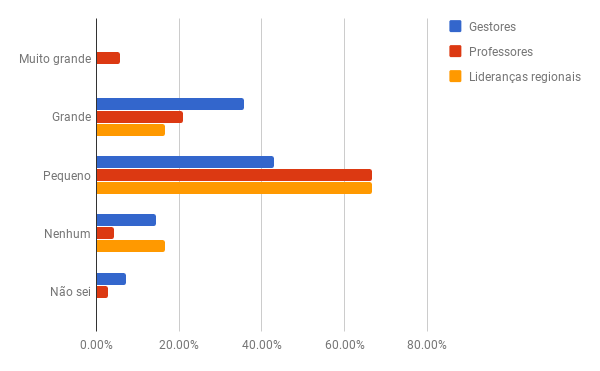 Gestores
Professores
Lideranças regionais
Muito grande
Grande
Pequeno
Nenhum
Não sei
0.00%
20.00%
40.00%
60.00%
80.00%